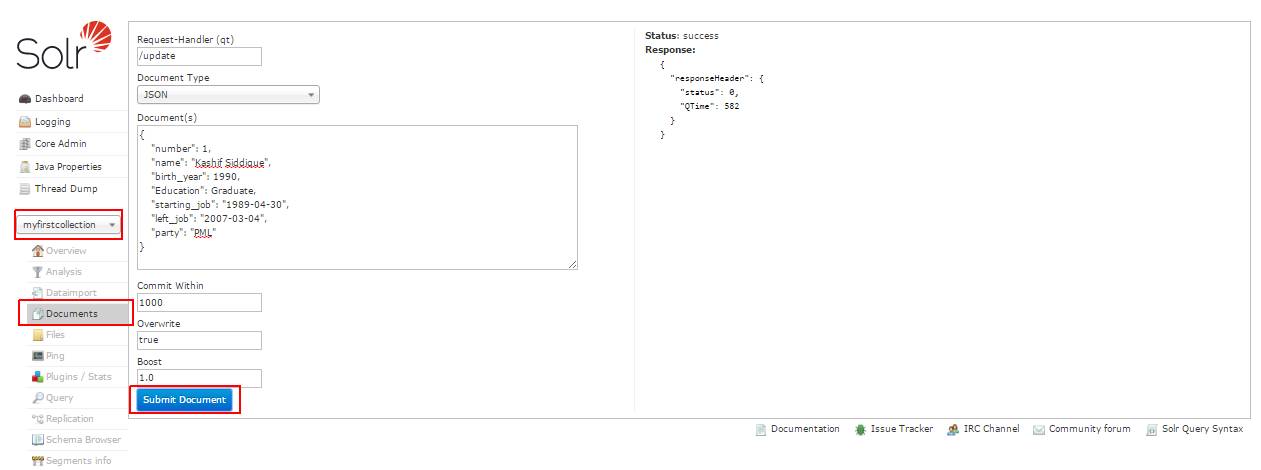 Solr
Dashboard
Logging
Core Admin
Java Properties
Thread Dump
myfirstcollection
Overview
Analysis
Dataimport
Documents
Files
Ping
Plugins / Stats
Query
Replication
Schema Browser
Segments info
Request-Handler (qt)
/update
Document Type
JSON
Document(s)
{
"number": 1,
"name": "Kashif Siddique",
"birth_year": 1990,
"Education": Graduate,
"starting_job": "1989-04-30",
"left_job": "2007-03-04",
"party": "PML"
}
Commit Within
1000
Overwrite
true
Boost
1.0
Submit Document
Status: success
Response:
{
"responseHeader": {
"status": 0,
"QTime": 582
}
}
Documentation Issue Tracker IRC Channel Community forum Solr Query Syntax